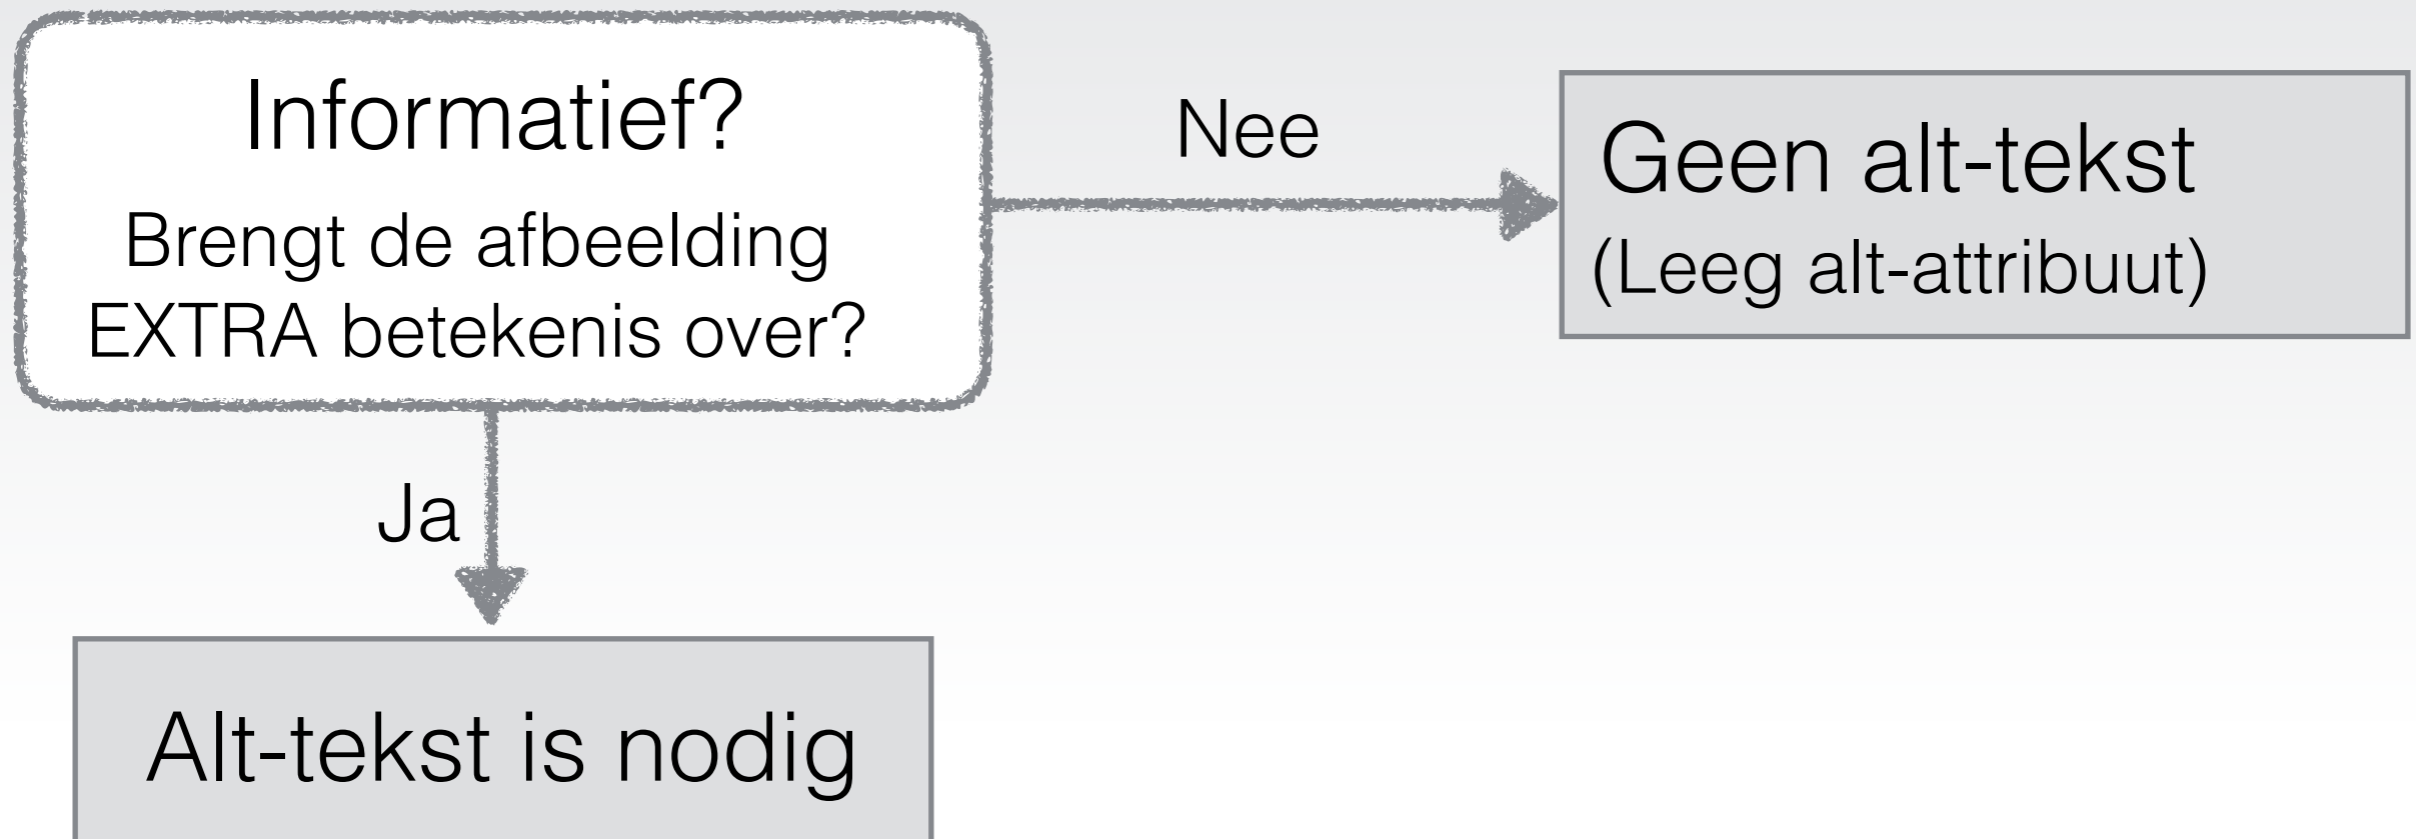 Informatief?
Brengt de afbeelding
EXTRA betekenis over?
Nee
Geen alt-tekst
(Leeg alt-attribuut)
Ja
Alt-tekst is nodig